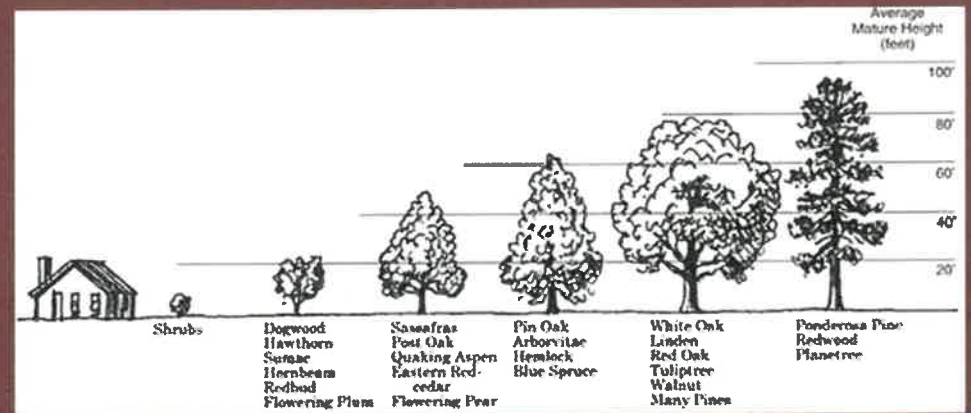 Average
Mature Height
(feet)
100'
80'
60'
40'
20'
Shrubs
Dogwood
Hawthorn
Sumac
Hornbeam
Redbud
Flowering Plum
Sassafras
Post Oak
Quaking Aspen
Eastern Red-
cedar
Flowering Pear
Pin Oak
Arborvitae
Hemlock
Blue Spruce
White Oak
Linden
Red Oak
Tuliptree
Walnut
Many Pines
Ponderosa Pine
Redwood
Planetree